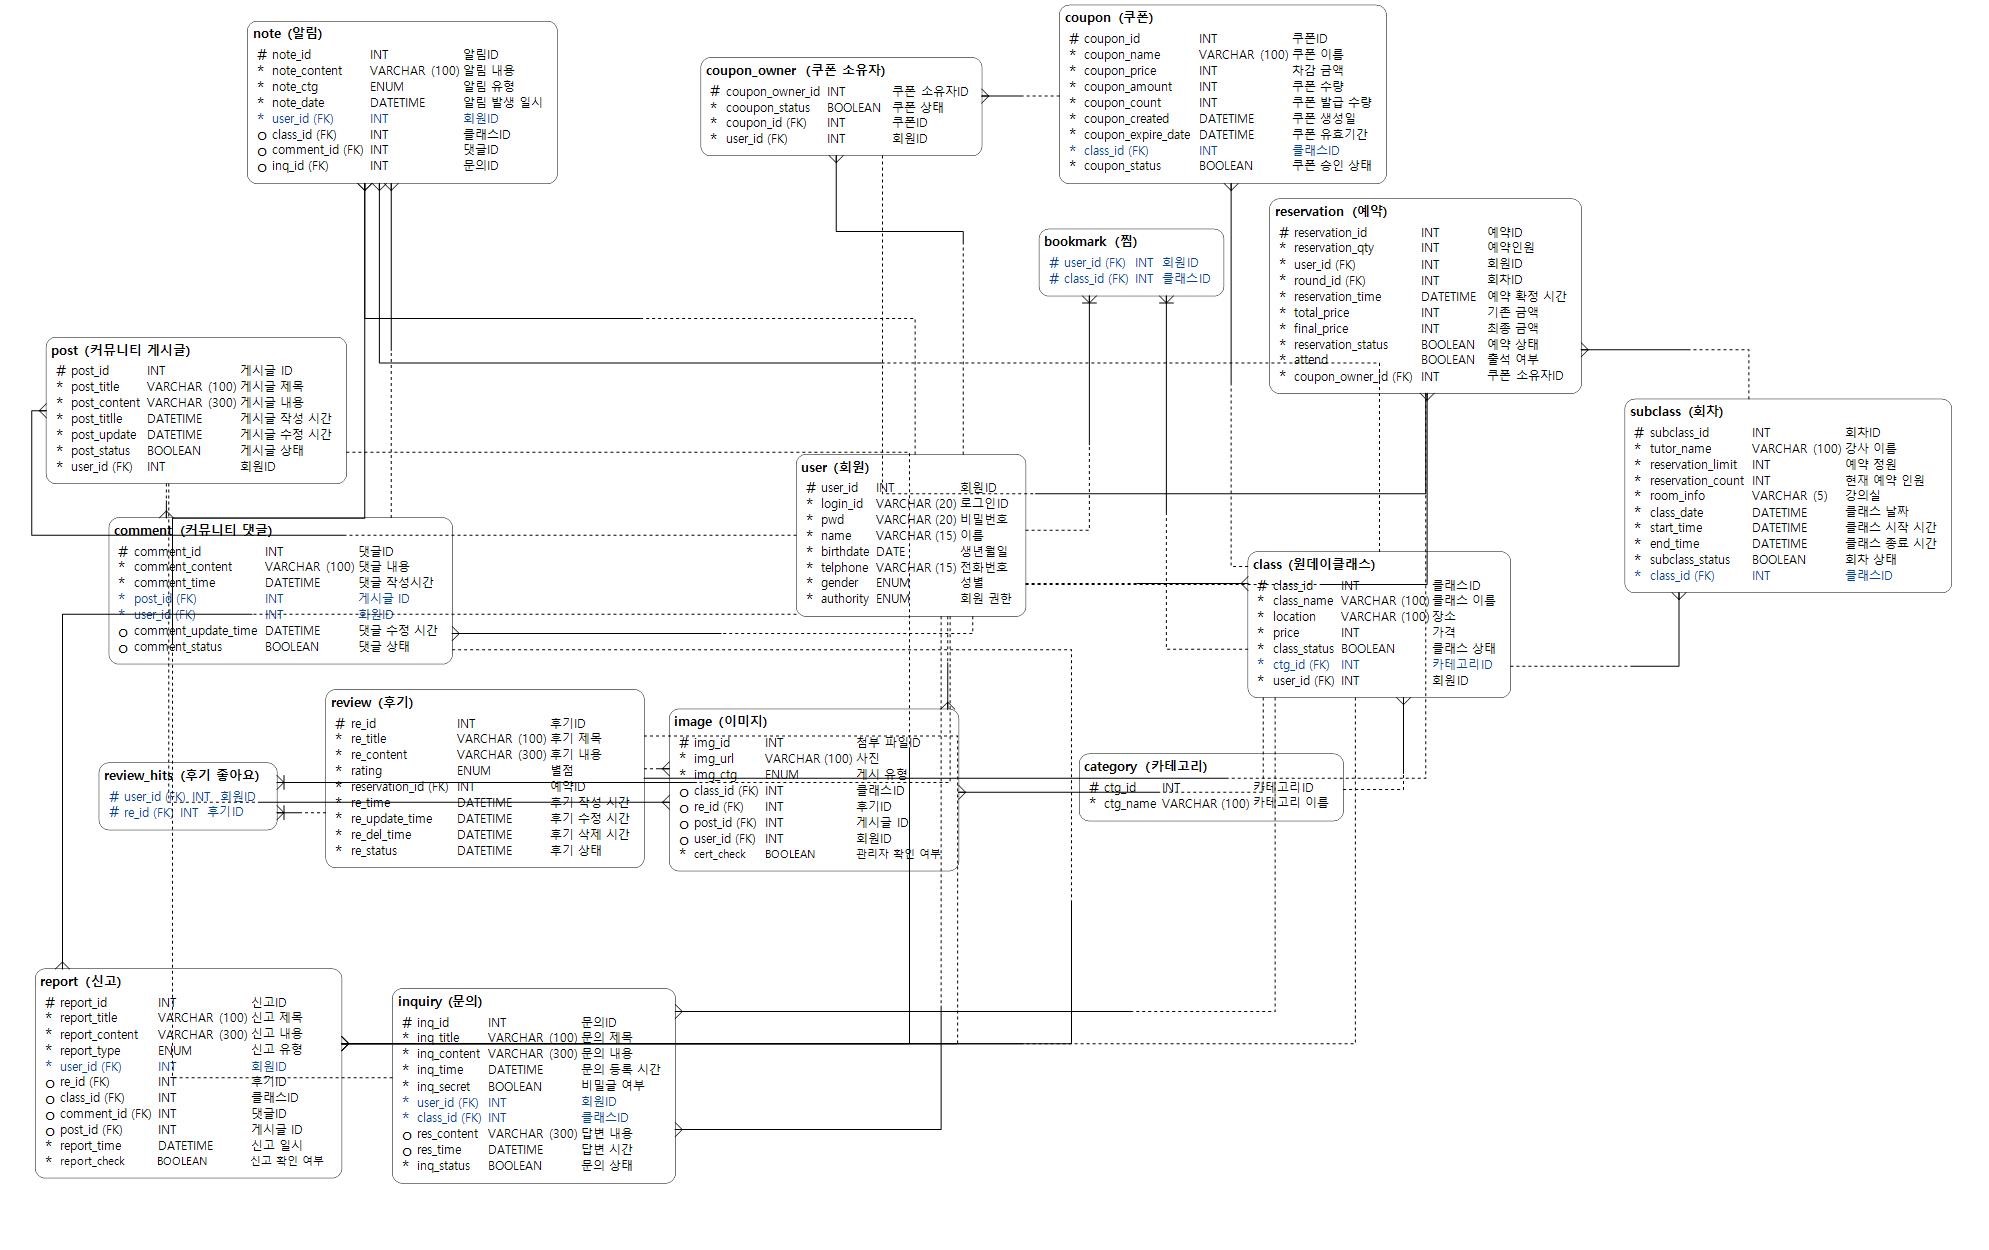 note (알림)
# note_id INT 알림ID
* note_content VARCHAR (100) 알림 내용
* note_ctg ENUM 알림 유형
* note_date DATETIME 알림 발생 일시
* user_id (FK) INT 회원ID
o class_id (FK) INT 클래스ID
o comment_id (FK) INT 댓글ID
o inq_id (FK) INT 문의ID
coupon_owner (쿠폰 소유자)
# coupon_owner_id INT 쿠폰 소유자ID
* cooupon_status BOOLEAN 쿠폰 상태
* coupon_id (FK) INT 쿠폰ID
* user_id (FK) INT 회원ID
coupon (쿠폰)
# coupon_id INT 쿠폰ID
* coupon_name VARCHAR (100) 쿠폰 이름
* coupon_price INT 차감 금액
* coupon_amount INT 쿠폰 수량
* coupon_count INT 쿠폰 발급 수량
* coupon_created DATETIME 쿠폰 생성일
* coupon_expire_date DATETIME 쿠폰 유효기간
* class_id (FK) INT 클래스ID
* coupon_status BOOLEAN 쿠폰 승인 상태
bookmark (찜)
# user_id (FK) INT 회원ID
# class_id (FK) INT 클래스ID
reservation (예약)
# reservation_id INT 예약ID
* reservation_qty INT 예약인원
* user_id (FK) INT 회원ID
* round_id (FK) INT 회차ID
* reservation_time DATETIME 예약 확정 시간
* total_price INT 기존 금액
* final_price INT 최종 금액
* reservation_status BOOLEAN 예약 상태
* attend BOOLEAN 출석 여부
* coupon_owner_id (FK) INT 쿠폰 소유자ID
post (커뮤니티 게시글)
# post_id INT 게시글 ID
* post_title VARCHAR (100) 게시글 제목
* post_content VARCHAR (300) 게시글 내용
* post_titlle DATETIME 게시글 작성 시간
* post_update DATETIME 게시글 수정 시간
* post_status BOOLEAN 게시글 상태
* user_id (FK) INT 회원ID
subclass (회차)
# subclass_id INT 회차ID
* tutor_name VARCHAR (100) 강사 이름
* reservation_limit INT 예약 정원
* reservation_count INT 현재 예약 인원
* room_info VARCHAR (5) 강의실
* class_date DATETIME 클래스 날짜
* start_time DATETIME 클래스 시작 시간
* end_time DATETIME 클래스 종료 시간
* subclass_status BOOLEAN 회차 상태
* class_id (FK) INT 클래스ID
user (회원)
# user_id INT 회원ID
* login_id VARCHAR (20) 로그인ID
* pwd VARCHAR (20) 비밀번호
* name VARCHAR (15) 이름
* birthdate DATE 생년월일
* telphone VARCHAR (15) 전화번호
* gender ENUM 성별
* authority ENUM 회원 권한
comment (커뮤니티 댓글)
# comment_id INT 댓글ID
* comment_content VARCHAR (100) 댓글 내용
* comment_time DATETIME 댓글 작성시간
* post_id (FK) INT 게시글 ID
* user_id (FK) INT 회원ID
o comment_update_time DATETIME 댓글 수정 시간
o comment_status BOOLEAN 댓글 상태
class (원데이클래스)
# class_id INT 클래스ID
* class_name VARCHAR (100) 클래스 이름
* location VARCHAR (100) 장소
* price INT 가격
* class_status BOOLEAN 클래스 상태
* ctg_id (FK) INT 카테고리ID
* user_id (FK) INT 회원ID
review (후기)
# re_id INT 후기ID
* re_title VARCHAR (100) 후기 제목
* re_content VARCHAR (300) 후기 내용
* rating ENUM 별점
* reservation_id (FK) INT 예약ID
* re_time DATETIME 후기 작성 시간
* re_update_time DATETIME 후기 수정 시간
* re_del_time DATETIME 후기 삭제 시간
* re_status DATETIME 후기 상태
image (이미지)
# img_id INT 첨부 파일ID
* img_url VARCHAR (100) 사진
* img_ctg ENUM 게시 유형
o class_id (FK) INT 클래스ID
o re_id (FK) INT 후기ID
o post_id (FK) INT 게시글 ID
o user_id (FK) INT 회원ID
* cert_check BOOLEAN 관리자 확인 여부
review_hits (후기 좋아요)
# user_id (FK) INT 회원ID
# re_id (FK) INT 후기ID
category (카테고리)
# ctg_id INT 카테고리ID
* ctg_name VARCHAR (100) 카테고리 이름
report (신고)
# report_id INT 신고ID
* report_title VARCHAR (100) 신고 제목
* report_content VARCHAR (300) 신고 내용
* report_type ENUM 신고 유형
* user_id (FK) INT 회원ID
o re_id (FK) INT 후기ID
o class_id (FK) INT 클래스ID
o comment_id (FK) INT 댓글ID
o post_id (FK) INT 게시글 ID
* report_time DATETIME 신고 일시
* report_check BOOLEAN 신고 확인 여부
inquiry (문의)
# inq_id INT 문의ID
* inq_title VARCHAR (100) 문의 제목
* inq_content VARCHAR (300) 문의 내용
* inq_time DATETIME 문의 등록 시간
* inq_secret BOOLEAN 비밀글 여부
* user_id (FK) INT 회원ID
* class_id (FK) INT 클래스ID
o res_content VARCHAR (300) 답변 내용
o res_time DATETIME 답변 시간
* inq_status BOOLEAN 문의 상태